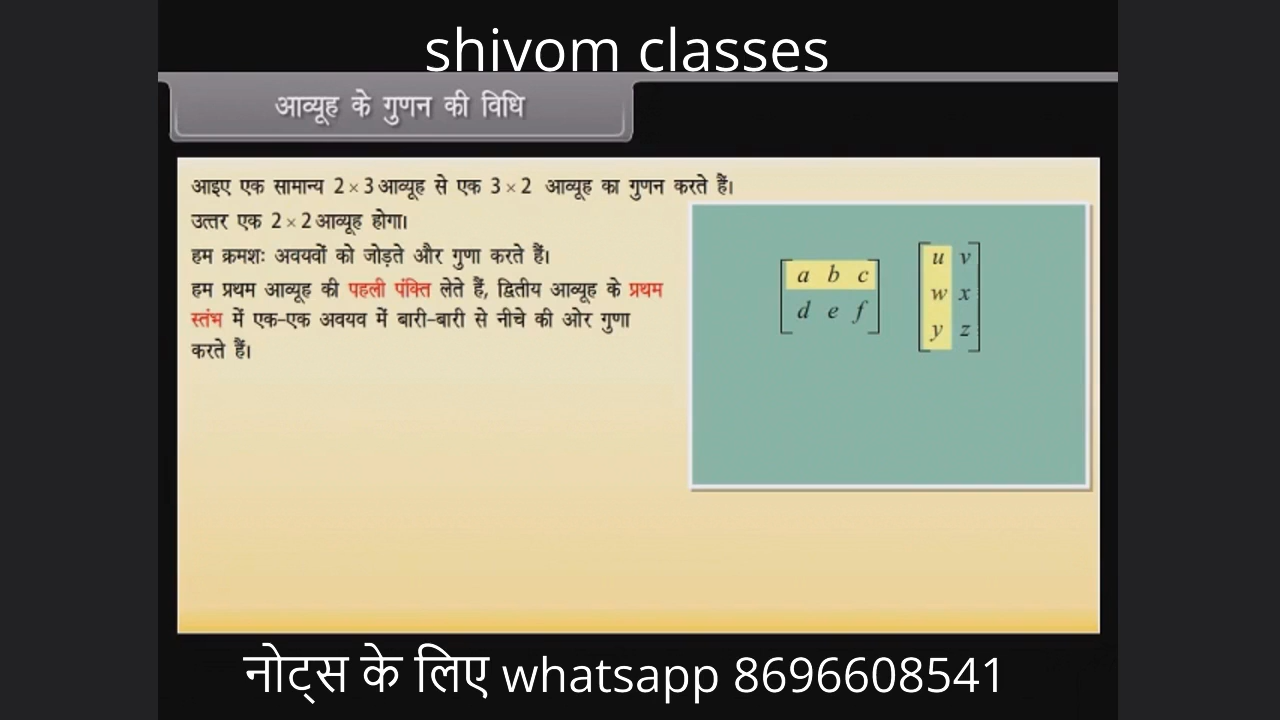 shivom classes
आव्यूह के गुणन की विधि
आइए एक सामान्य 2 × 3 आव्यूह से एक 3 × 2 आव्यूह का गुणन करते हैं।
उत्तर एक 2 × 2 आव्यूह होगा।
हम क्रमशः अवयवों को जोड़ते और गुणा करते हैं।
हम प्रथम आव्यूह की पहली पंक्ति लेते हैं, द्वितीय आव्यूह के प्रथम
स्तंभ में एक-एक अवयव में बारी-बारी से नीचे की ओर गुणा
करते हैं।
a b c
d e f
u v
w x
y z
नोट्स के लिए whatsapp 8696608541